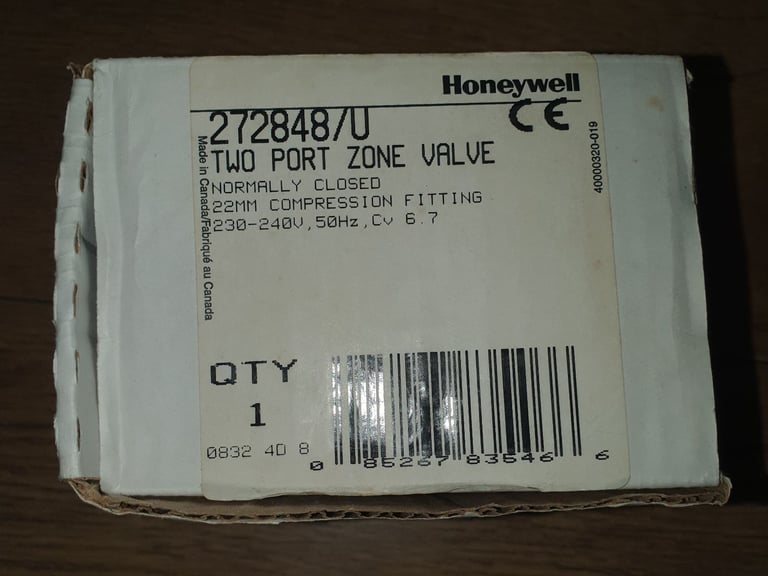 Honeywell
CE
272848/U
TWO PORT ZONE VALVE
NORMALLY CLOSED
22MM COMPRESSION FITTING
230-240V,50Hz,Cv 6.7
Made in Canada/Fabriqué au Canada
40000320-019
QTY
1
0832 4D 8
0 85267 83546 6